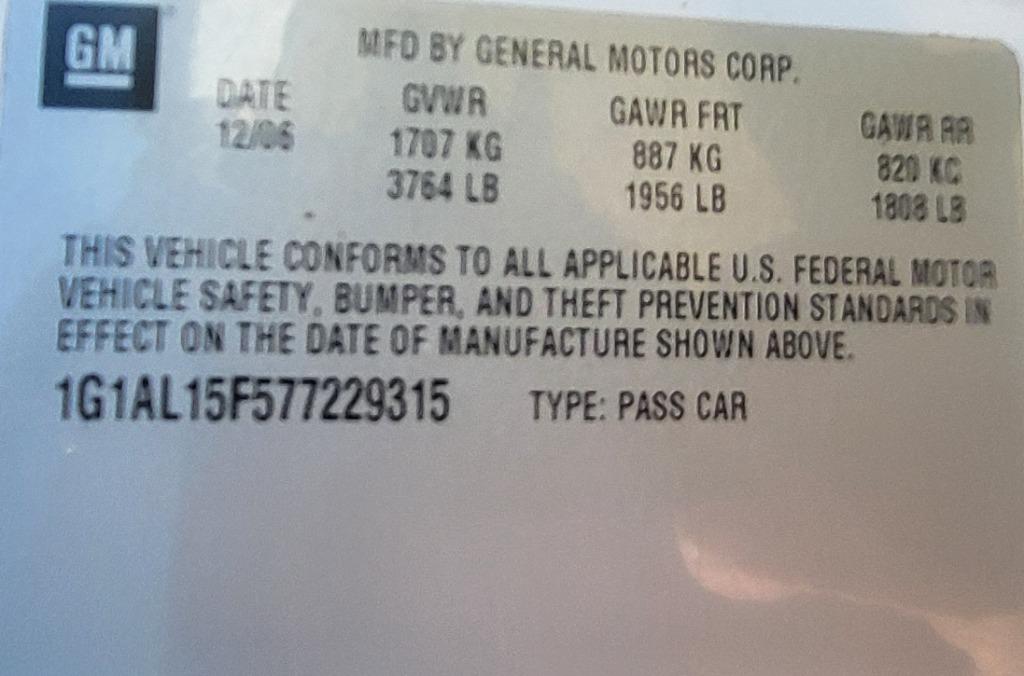 GM
MFD BY GENERAL MOTORS CORP.
DATE GVWR GAWR FRT GAWR RR
12/06 1707 KG 887 KG 820 KG
3764 LB 1956 LB 1808 LB
THIS VEHICLE CONFORMS TO ALL APPLICABLE U.S. FEDERAL MOTOR
VEHICLE SAFETY, BUMPER, AND THEFT PREVENTION STANDARDS IN
EFFECT ON THE DATE OF MANUFACTURE SHOWN ABOVE.
1G1AL15F577229315 TYPE: PASS CAR